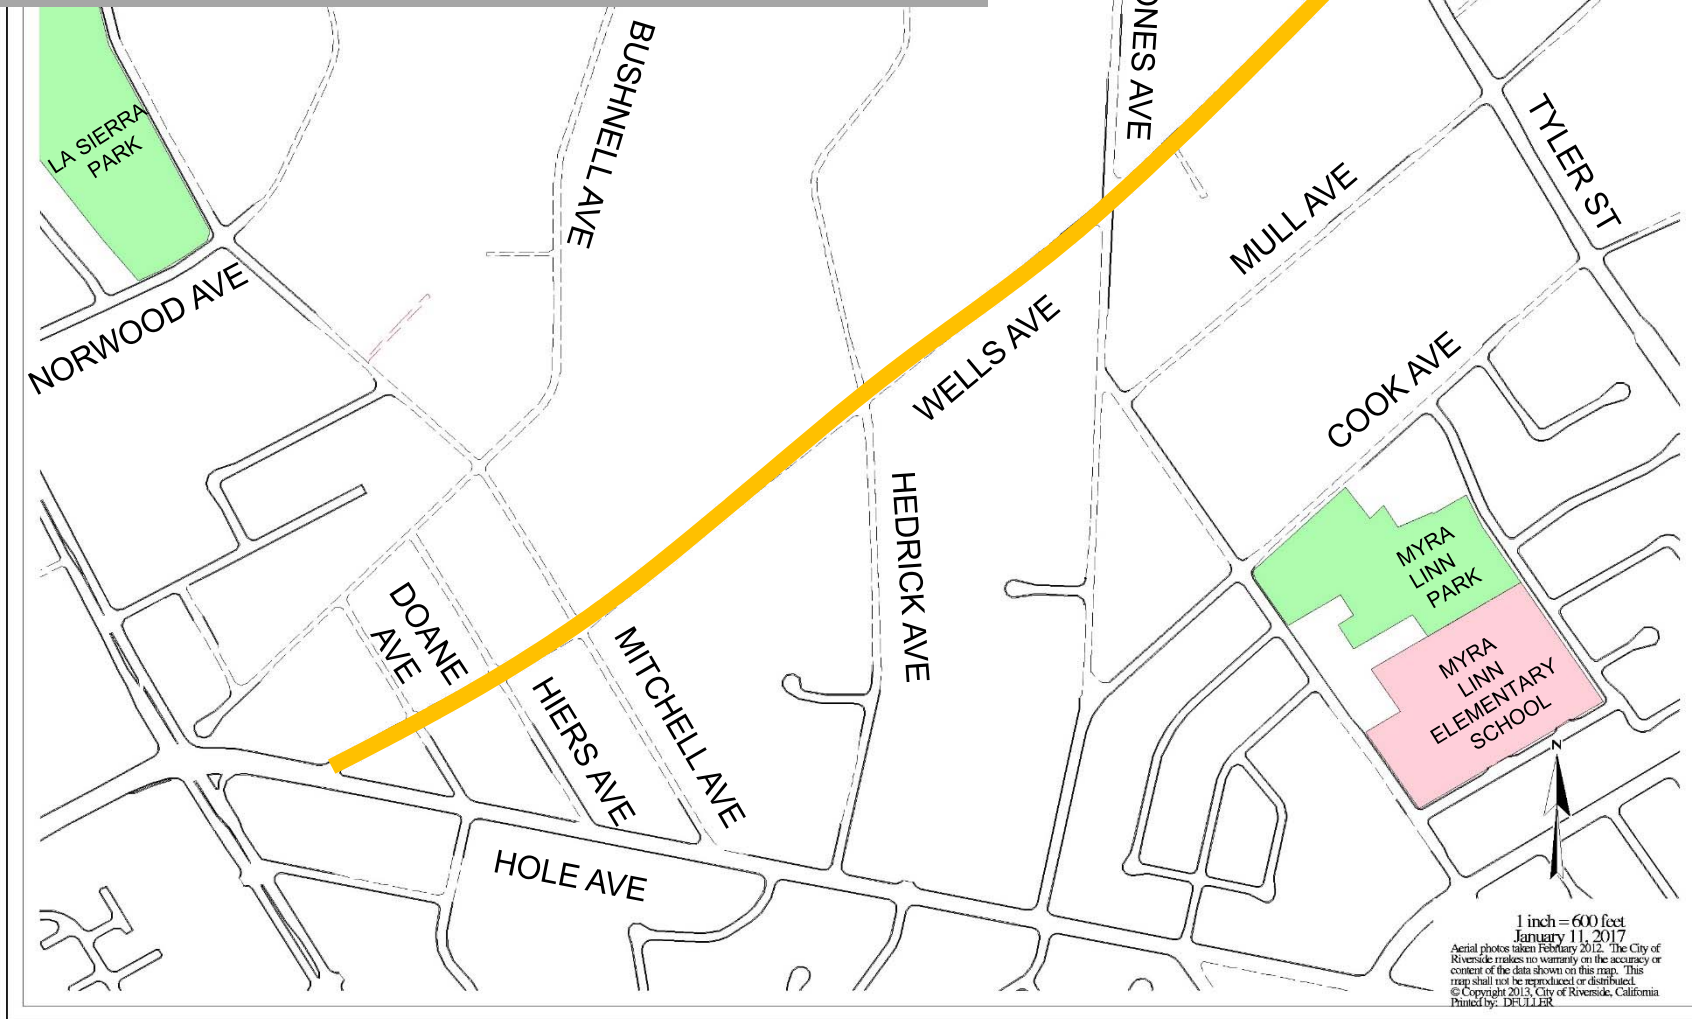 BUSHNELL AVE
ONES AVE
TYLER ST
LA SIERRA
PARK
MULL AVE
NORWOOD AVE
WELLS AVE
COOK AVE
HEDRICK AVE
MYRA
LINN
PARK
DOANE
AVE
MITCHELL AVE
HIERS AVE
MYRA
LINN
ELEMENTARY
SCHOOL
N
HOLE AVE
1 inch = 600 feet
January 11, 2017
Aerial photos taken February 2012. The City of
Riverside makes no warranty on the accuracy or
content of the data shown on this map. This
map shall not be reproduced or distributed.
© Copyright 2013, City of Riverside, California
Printed by: DFULLER